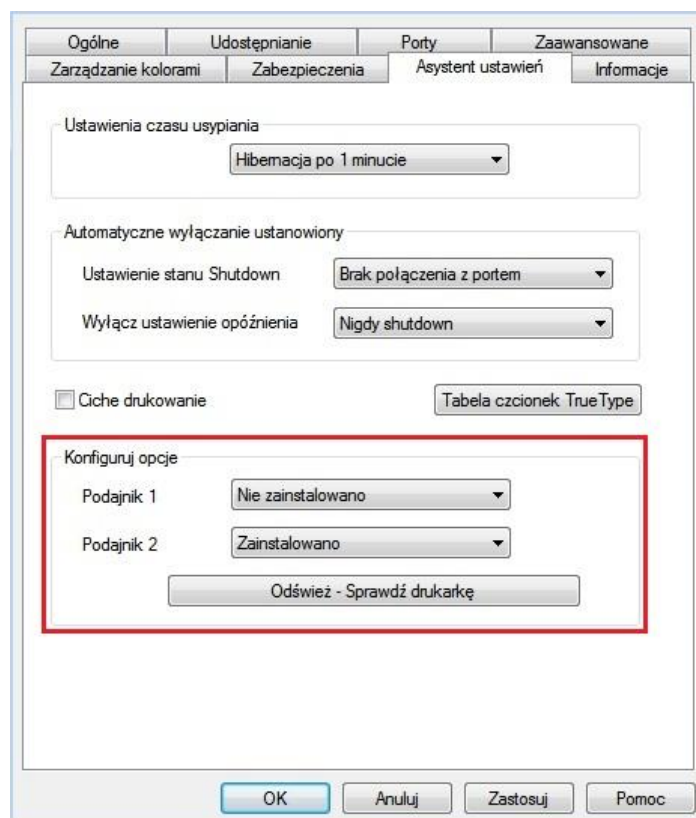 Ogólne Udostępnianie Porty Zaawansowane
Zarządzanie kolorami Zabezpieczenia Asystent ustawień Informacje
Ustawienia czasu usypiania
Hibernacja po 1 minucie
Automatyczne wyłączanie ustanowiony
Ustawienie stanu Shutdown Brak połączenia z portem
Wyłącz ustawienie opóźnienia Nigdy shutdown
Ciche drukowanie Tabela czcionek TrueType
Konfiguruj opcje
Podajnik 1 Nie zainstalowano
Podajnik 2 Zainstalowano
Odśwież - Sprawdź drukarkę
OK Anuluj Zastosuj Pomoc